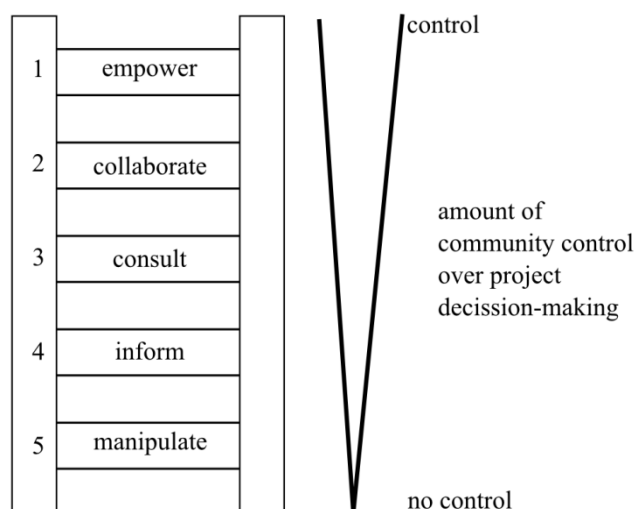 control
1 empower
2 collaborate
3 consult
4 inform
5 manipulate
amount of
community control
over project
decission-making
no control